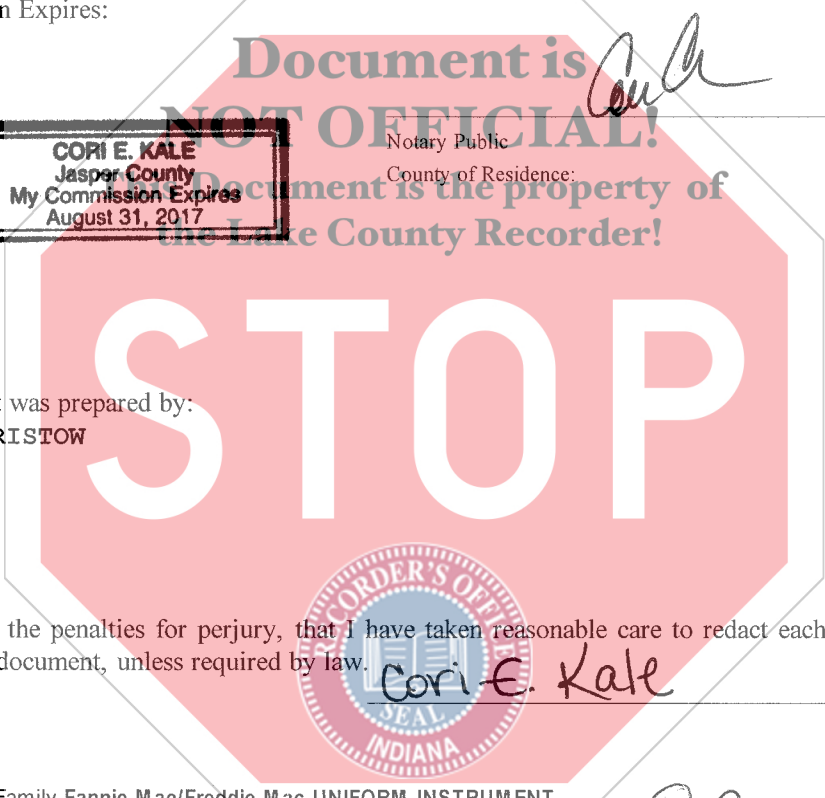 n Expires:
Document is
NOT OFFICIAL!
Notary Public
CORI E. KALE
Jasper County
My Commission Expires
August 31, 2017
County of Residence:
This Document is the property of
the Lake County Recorder!
STOP
was prepared by:
RISTOW
RECORDER'S OFFICE
the penalties for perjury, that I have taken reasonable care to redact each
document, unless required by law.
Cori E. Kale
SEAL
INDIANA
Family Fannie Mae/Freddie Mac UNIFORM INSTRUMENT